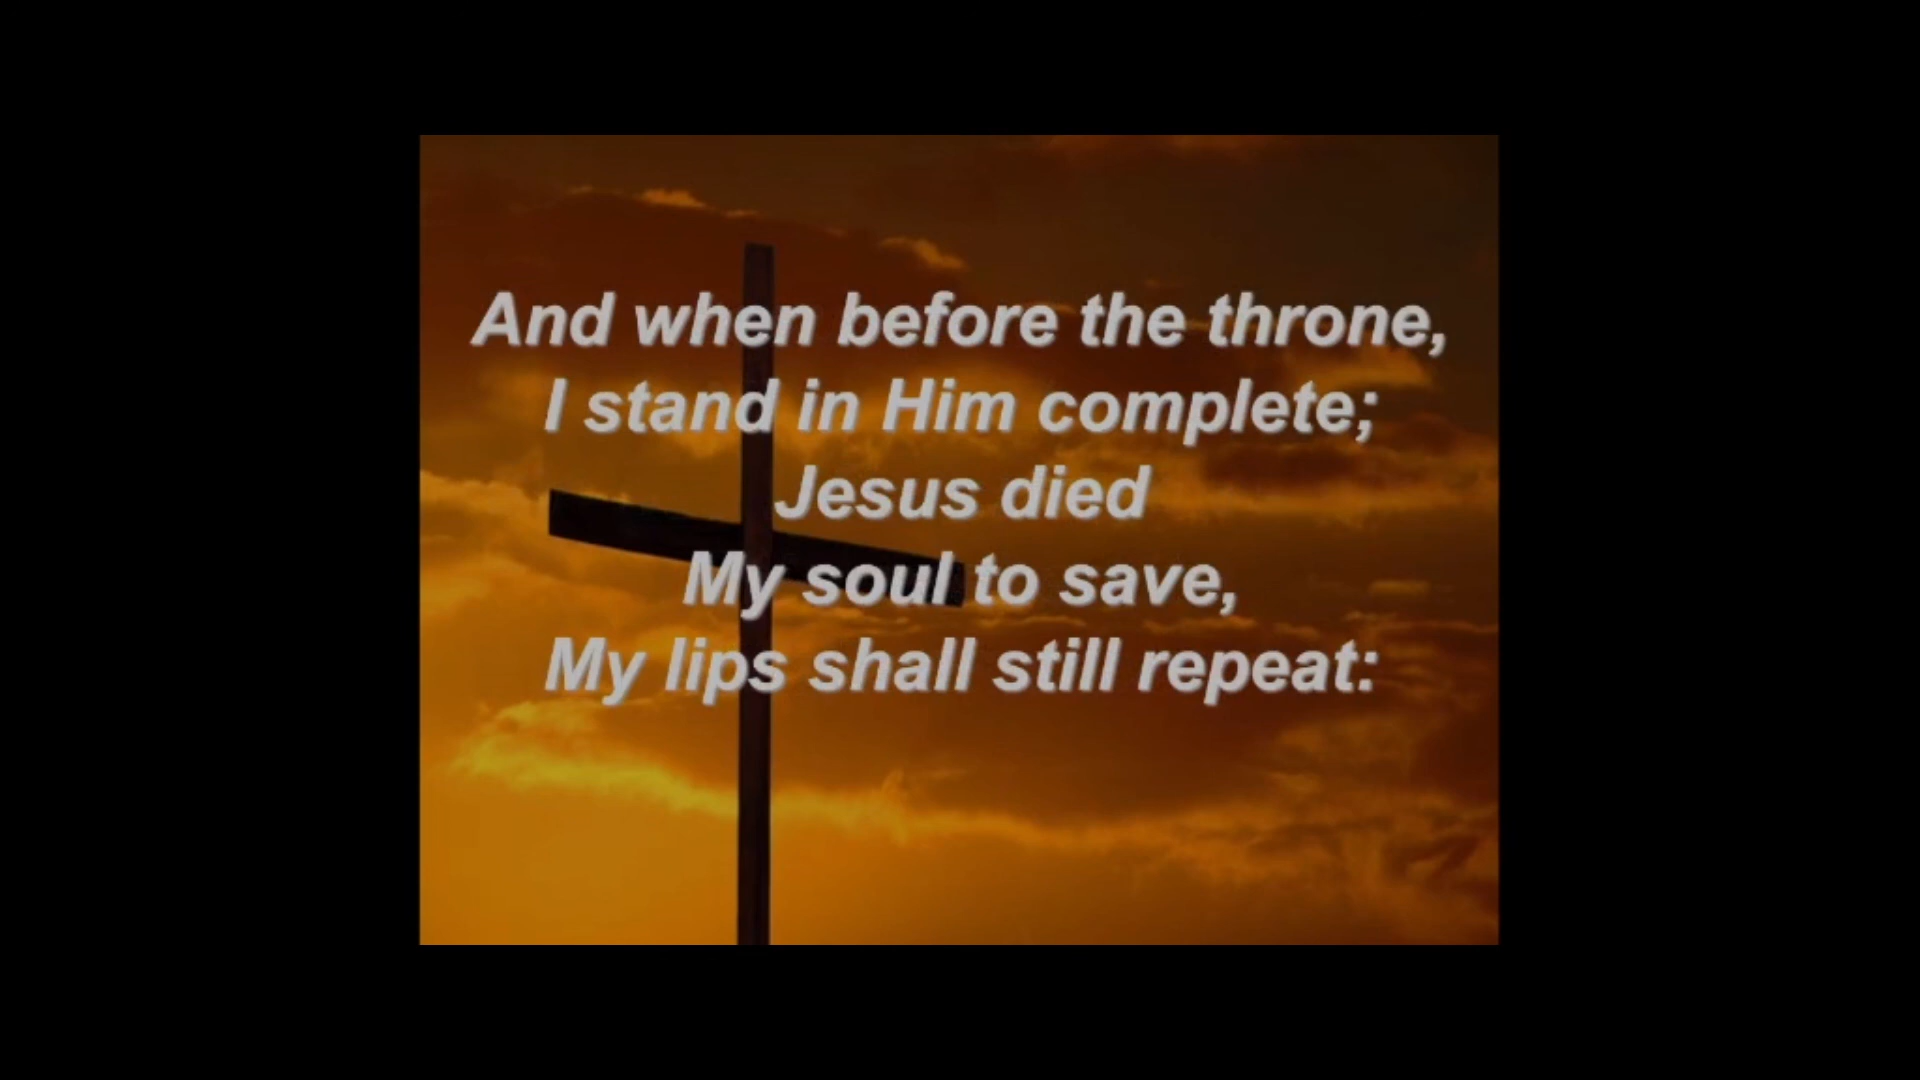 And when before the throne,
I stand in Him complete;
Jesus died
My soul to save,
My lips shall still repeat: